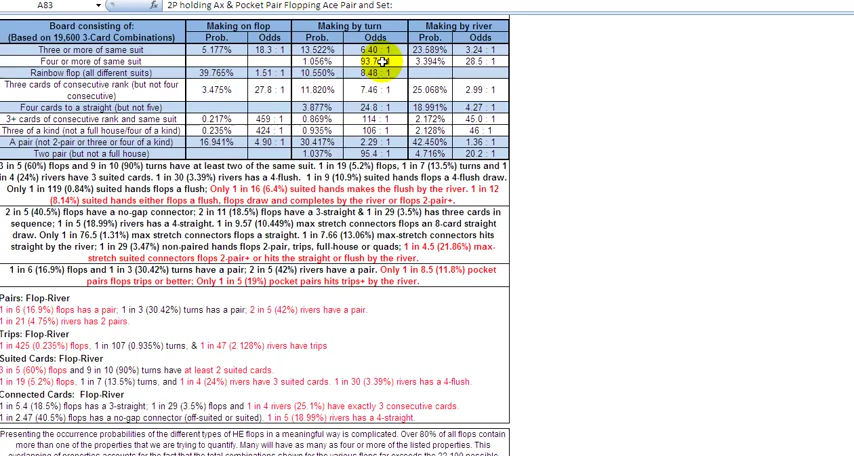 A83 fx 2P holding Ax & Pocket Pair Flopping Ace Pair and Set:
Board consisting of: Making on flop Making by turn Making by river
(Based on 19,600 3-Card Combinations) Prob. Odds Prob. Odds Prob. Odds
Three or more of same suit 5.177% 18.3 : 1 13.522% 6.40 : 1 23.589% 3.24 : 1
Four or more of same suit 1.056% 93.7 : 1 3.394% 28.5 : 1
Rainbow flop (all different suits) 39.765% 1.51 : 1 10.550% 8.48 : 1
Three cards of consecutive rank (but not four 3.475% 27.8 : 1 11.820% 7.46 : 1 25.068% 2.99 : 1
consecutive)
Four cards to a straight (but not five) 3.877% 24.8 : 1 18.991% 4.27 : 1
3+ cards of consecutive rank and same suit 0.217% 459 : 1 0.869% 114 : 1 2.172% 45.0 : 1
Three of a kind (not a full house/four of a kind) 0.235% 424 : 1 0.935% 106 : 1 2.128% 46 : 1
A pair (not 2-pair or three or four of a kind) 16.941% 4.90 : 1 30.417% 2.29 : 1 42.450% 1.36 : 1
Two pair (but not a full house) 1.037% 95.4 : 1 4.716% 20.2 : 1
3 in 5 (60%) flops and 9 in 10 (90%) turns have at least two of the same suit. 1 in 19 (5.2%) flops, 1 in 7 (13.5%) turns and 1
in 4 (24%) rivers have 3 suited cards. 1 in 30 (3.39%) rivers has a 4-flush. 1 in 9 (10.9%) suited hands flops a 4-flush draw.
Only 1 in 119 (0.84%) suited hands flops a flush; Only 1 in 16 (6.4%) suited hands makes the flush by the river. 1 in 12
(8.14%) suited hands either flops a flush, flops draw and completes by the river or flops 2-pair+.
2 in 5 (40.5%) flops have a no-gap connector; 2 in 11 (18.5%) flops have a 3-straight & 1 in 29 (3.5%) has three cards in
sequence; 1 in 5 (18.99%) rivers has a 4-straight. 1 in 9.57 (10.449%) max stretch connectors flops an 8-card straight
draw. Only 1 in 76.5 (1.31%) max stretch connectors flops a straight. 1 in 7.66 (13.06%) max-stretch connectors hits
straight by the river; 1 in 29 (3.47%) non-paired hands flops 2-pair, trips, full-house or quads; 1 in 4.5 (21.86%) max-
stretch suited connectors flops 2-pair+ or hits the straight or flush by the river.
1 in 6 (16.9%) flops and 1 in 3 (30.42%) turns have a pair; 2 in 5 (42%) rivers have a pair. Only 1 in 8.5 (11.8%) pocket
pairs flops trips or better; Only 1 in 5 (19%) pocket pairs hits trips+ by the river.
Pairs: Flop-River
1 in 6 (16.9%) flops has a pair; 1 in 3 (30.42%) turns has a pair; 2 in 5 (42%) rivers have a pair.
1 in 21 (4.75%) rivers has 2 pairs.
Trips: Flop-River
1 in 425 (0.235%) flops, 1 in 107 (0.935%) turns, & 1 in 47 (2.128%) rivers have trips
Suited Cards: Flop-River
3 in 5 (60%) flops and 9 in 10 (90%) turns have at least 2 suited cards.
1 in 19 (5.2%) flops, 1 in 7 (13.5%) turns, and 1 in 4 (24%) rivers have 3 suited cards. 1 in 30 (3.39%) rivers has a 4-flush.
Connected Cards: Flop-River
1 in 5.4 (18.5%) flops has a 3-straight; 1 in 29 (3.5%) flops and 1 in 4 rivers (25.1%) have exactly 3 consecutive cards.
1 in 2.47 (40.5%) flops has a no-gap connector (off-suited or suited). 1 in 5 (18.99%) rivers has a 4-straight.
Presenting the occurrence probabilities of the different types of HE flops in a meaningful way is complicated. Over 80% of all flops contain
more than one of the properties that we are trying to quantify. Many will have as many as four or more of the listed properties. This
overlapping of properties accounts for the fact that the total combinations shown for the various flops far exceeds the 22,100 possible